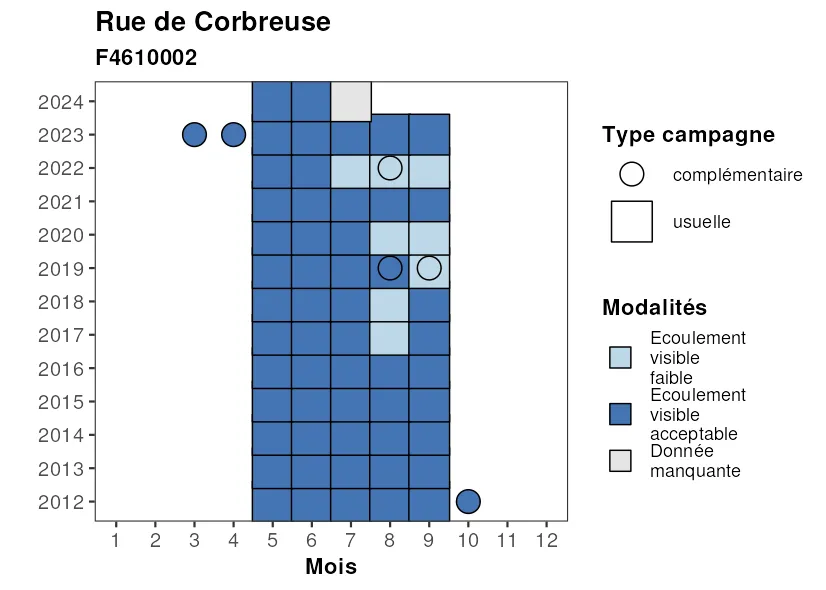 Rue de Corbreuse
F4610002
2024
2023
2022
2021
2020
2019
2018
2017
2016
2015
2014
2013
2012
1 2 3 4 5 6 7 8 9 10 11 12
Mois
Type campagne
complémentaire
usuelle
Modalités
Ecoulement
visible
faible
Ecoulement
visible
acceptable
Donnée
manquante